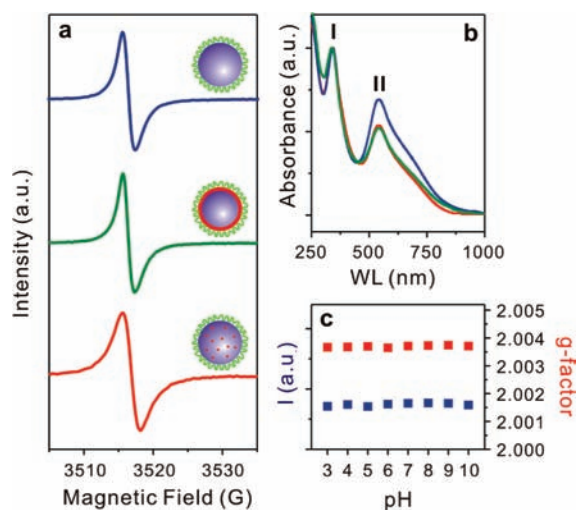 a
Intensity (a.u.)
3510 3520 3530
Magnetic Field (G)
b
I
II
Absorbance (a.u.)
250 500 750 1000
WL (nm)
c
I (a.u.)
2.005
2.004
2.003
2.002
2.001
2.000
g-factor
3 4 5 6 7 8 9 10
pH